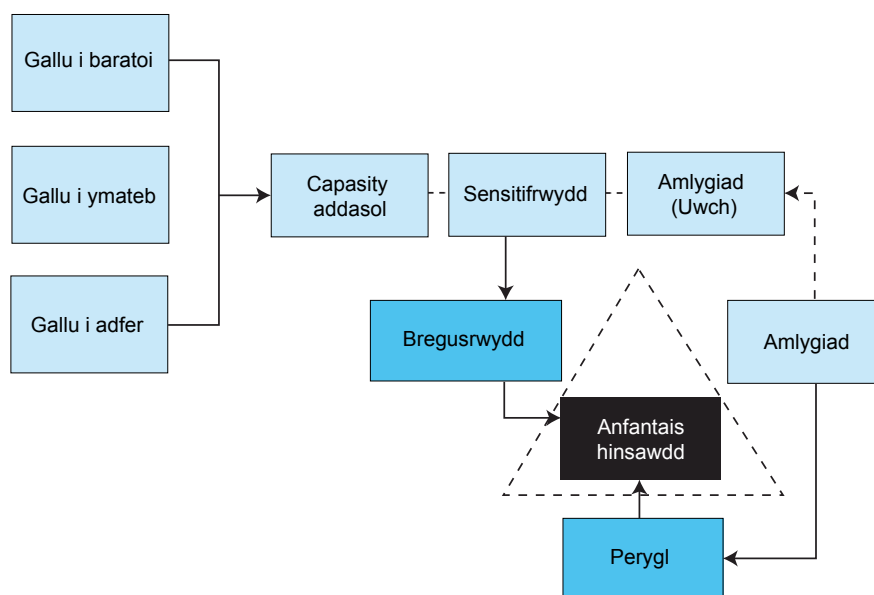 Gallu i baratoi
Gallu i ymateb
Gallu i adfer
Capasity
addasol
Sensitifrwydd
Amlygiad
(Uwch)
Bregusrwydd
Amlygiad
Anfantais
hinsawdd
Perygl